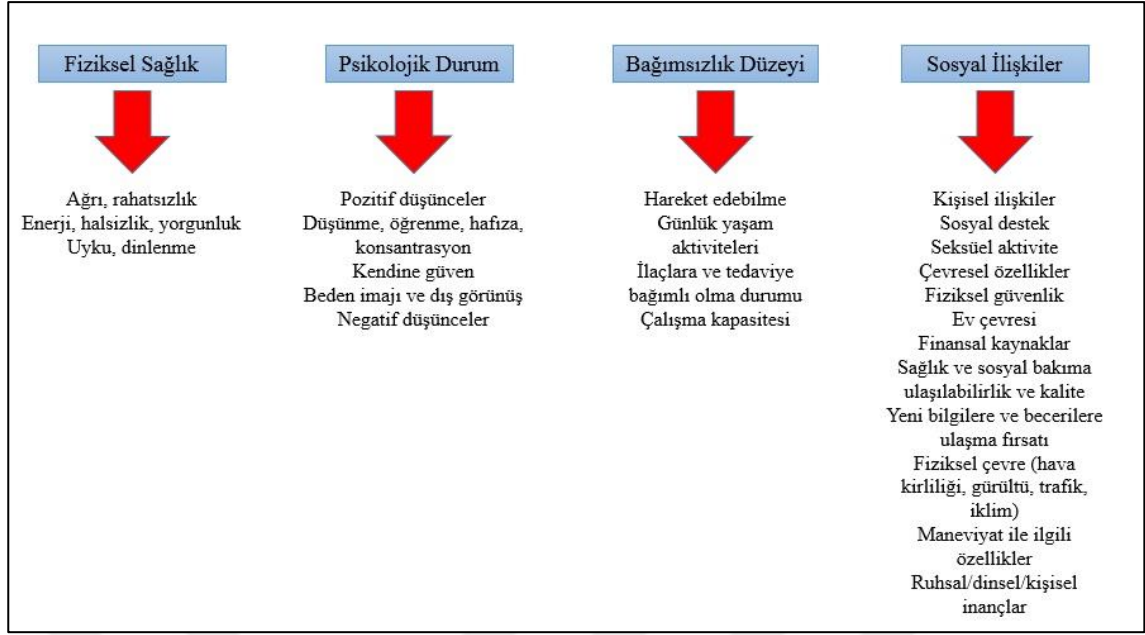 Fiziksel Sağlık
Ağrı, rahatsızlık
Enerji, halsizlik, yorgunluk
Uyku, dinlenme
Psikolojik Durum
Pozitif düşünceler
Düşünme, öğrenme, hafıza,
konsantrasyon
Kendine güven
Beden imajı ve dış görünüş
Negatif düşünceler
Bağımsızlık Düzeyi
Hareket edebilme
Günlük yaşam
aktiviteleri
İlaçlara ve tedaviye
bağımlı olma durumu
Çalışma kapasitesi
Sosyal İlişkiler
Kişisel ilişkiler
Sosyal destek
Seksüel aktivite
Çevresel özellikler
Fiziksel güvenlik
Ev çevresi
Finansal kaynaklar
Sağlık ve sosyal bakıma
ulaşılabilirlik ve kalite
Yeni bilgilere ve becerilere
ulaşma fırsatı
Fiziksel çevre (hava
kirliliği, gürültü, trafik,
iklim)
Maneviyat ile ilgili
özellikler
Ruhsal/dinsel/kişisel
inançlar